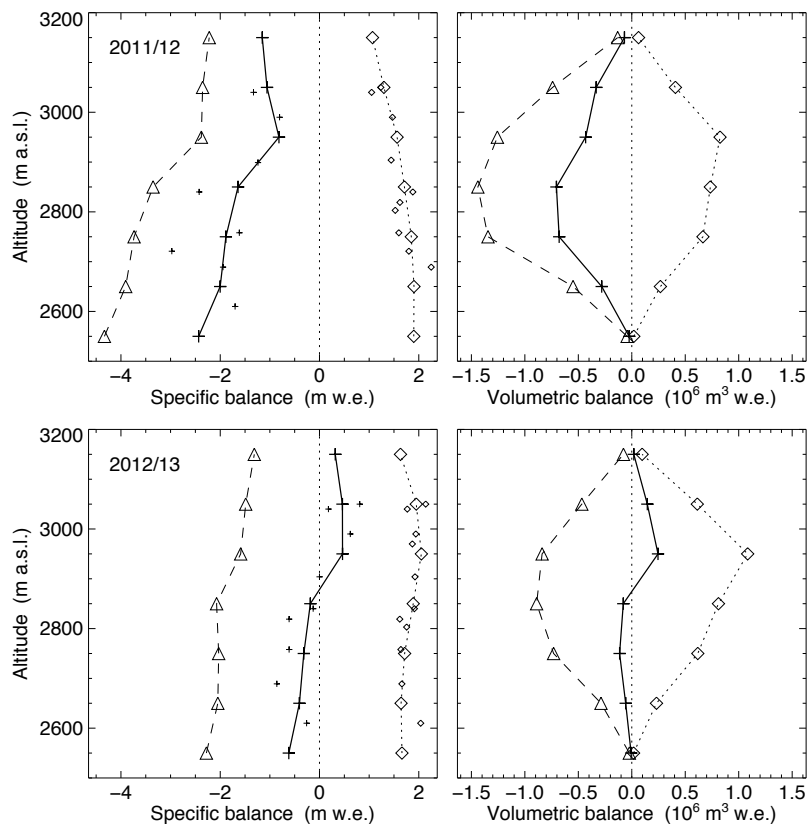 2011/12
3200
3000
2800
2600
Altitude (m a.s.l.)
−4 −2 0 2
Specific balance (m w.e.)
−1.5 −1.0 −0.5 0.0 0.5 1.0 1.5
Volumetric balance (10⁶ m³ w.e.)
2012/13
3200
3000
2800
2600
Altitude (m a.s.l.)
−4 −2 0 2
Specific balance (m w.e.)
−1.5 −1.0 −0.5 0.0 0.5 1.0 1.5
Volumetric balance (10⁶ m³ w.e.)